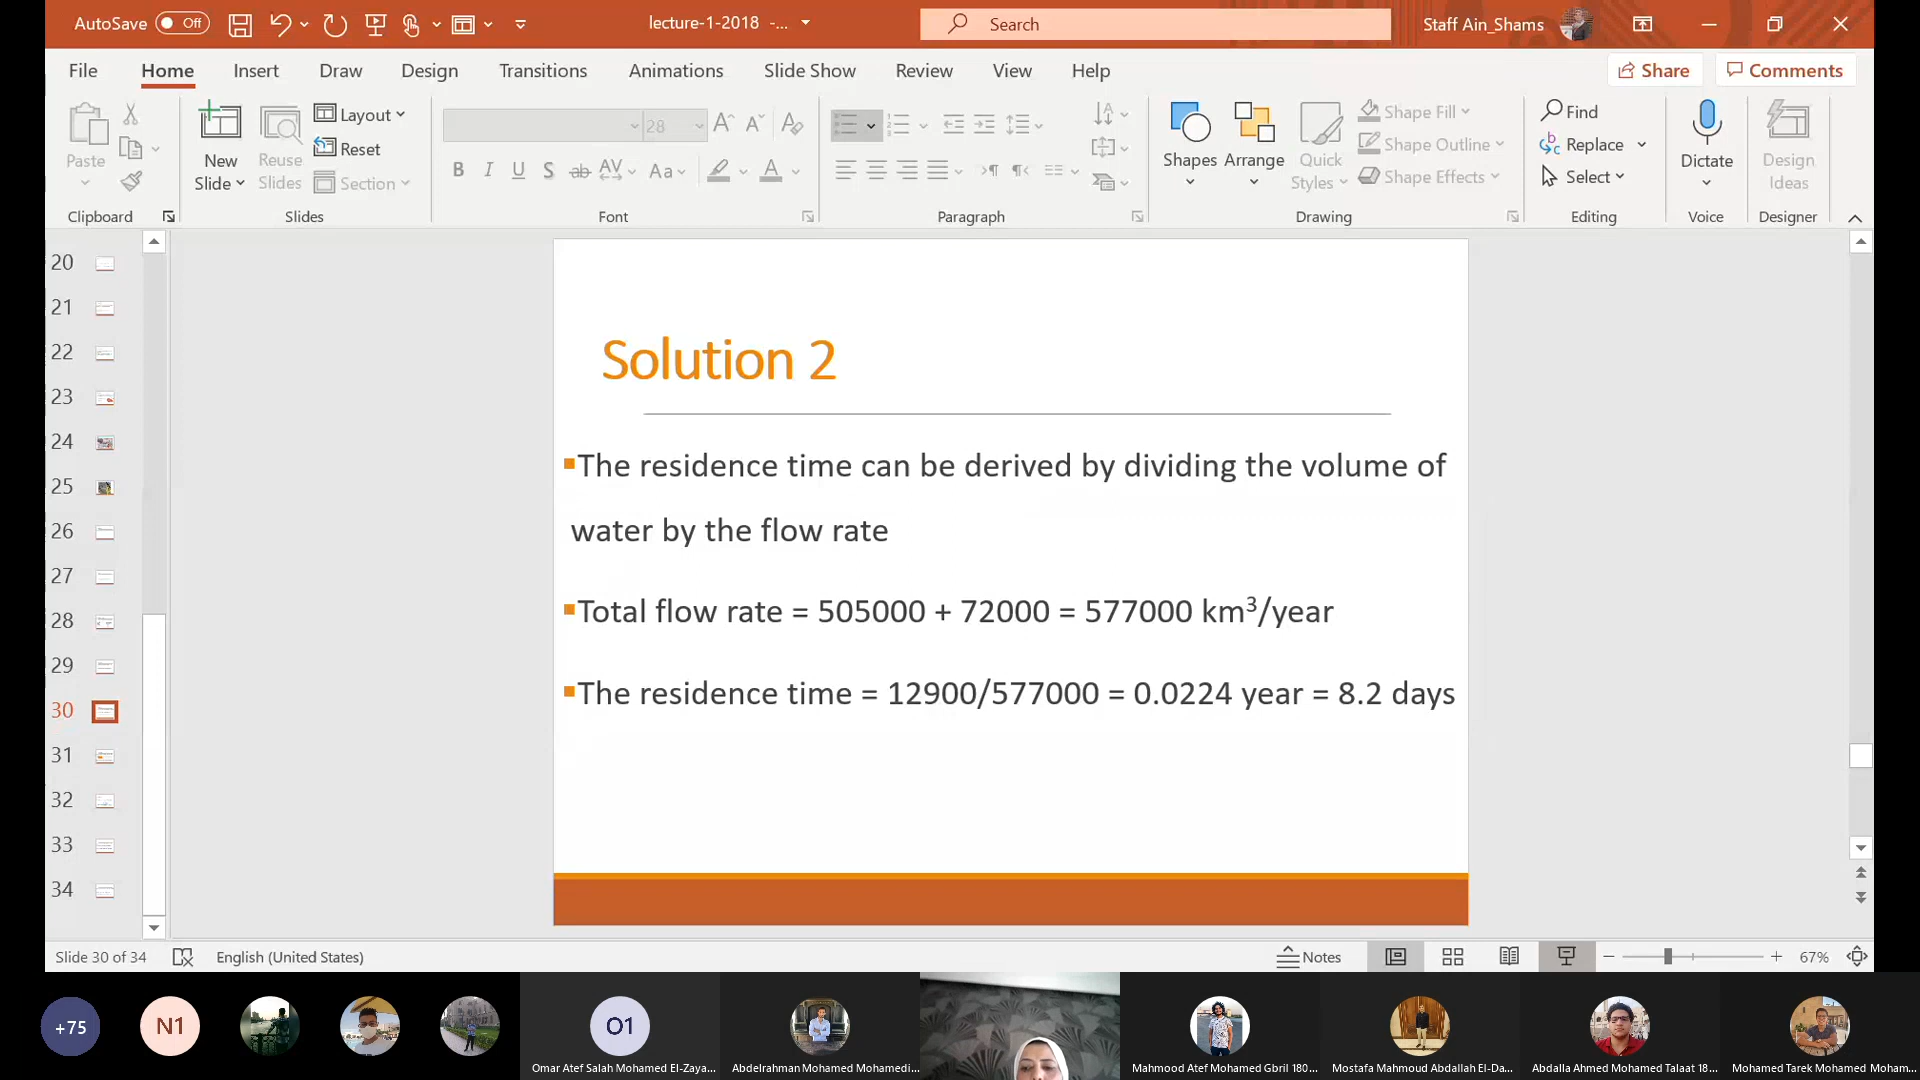 AutoSave Off
lecture-1-2018 -...
Search
Staff Ain_Shams
File Home Insert Draw Design Transitions Animations Slide Show Review View Help
Share Comments
Paste
New Slide
Reuse Slides
Layout
Reset
Section
28
B I U S ab AV Aa A
Shapes
Arrange
Quick Styles
Shape Fill
Shape Outline
Shape Effects
Find
Replace
Select
Dictate
Design Ideas
Clipboard Slides Font Paragraph Drawing Editing Voice Designer
20
21
22
23
24
25
26
27
28
29
30
31
32
33
34
Solution 2
The residence time can be derived by dividing the volume of
water by the flow rate
Total flow rate = 505000 + 72000 = 577000 km³/year
The residence time = 12900/577000 = 0.0224 year = 8.2 days
Slide 30 of 34 English (United States) Notes 67%
+75
N1
O1
Omar Atef Salah Mohamed El-Zaya...
Abdelrahman Mohamed Mohamedi...
Mahmood Atef Mohamed Gbril 180...
Mostafa Mahmoud Abdallah El-Da...
Abdalla Ahmed Mohamed Talaat 18...
Mohamed Tarek Mohamed Moham...